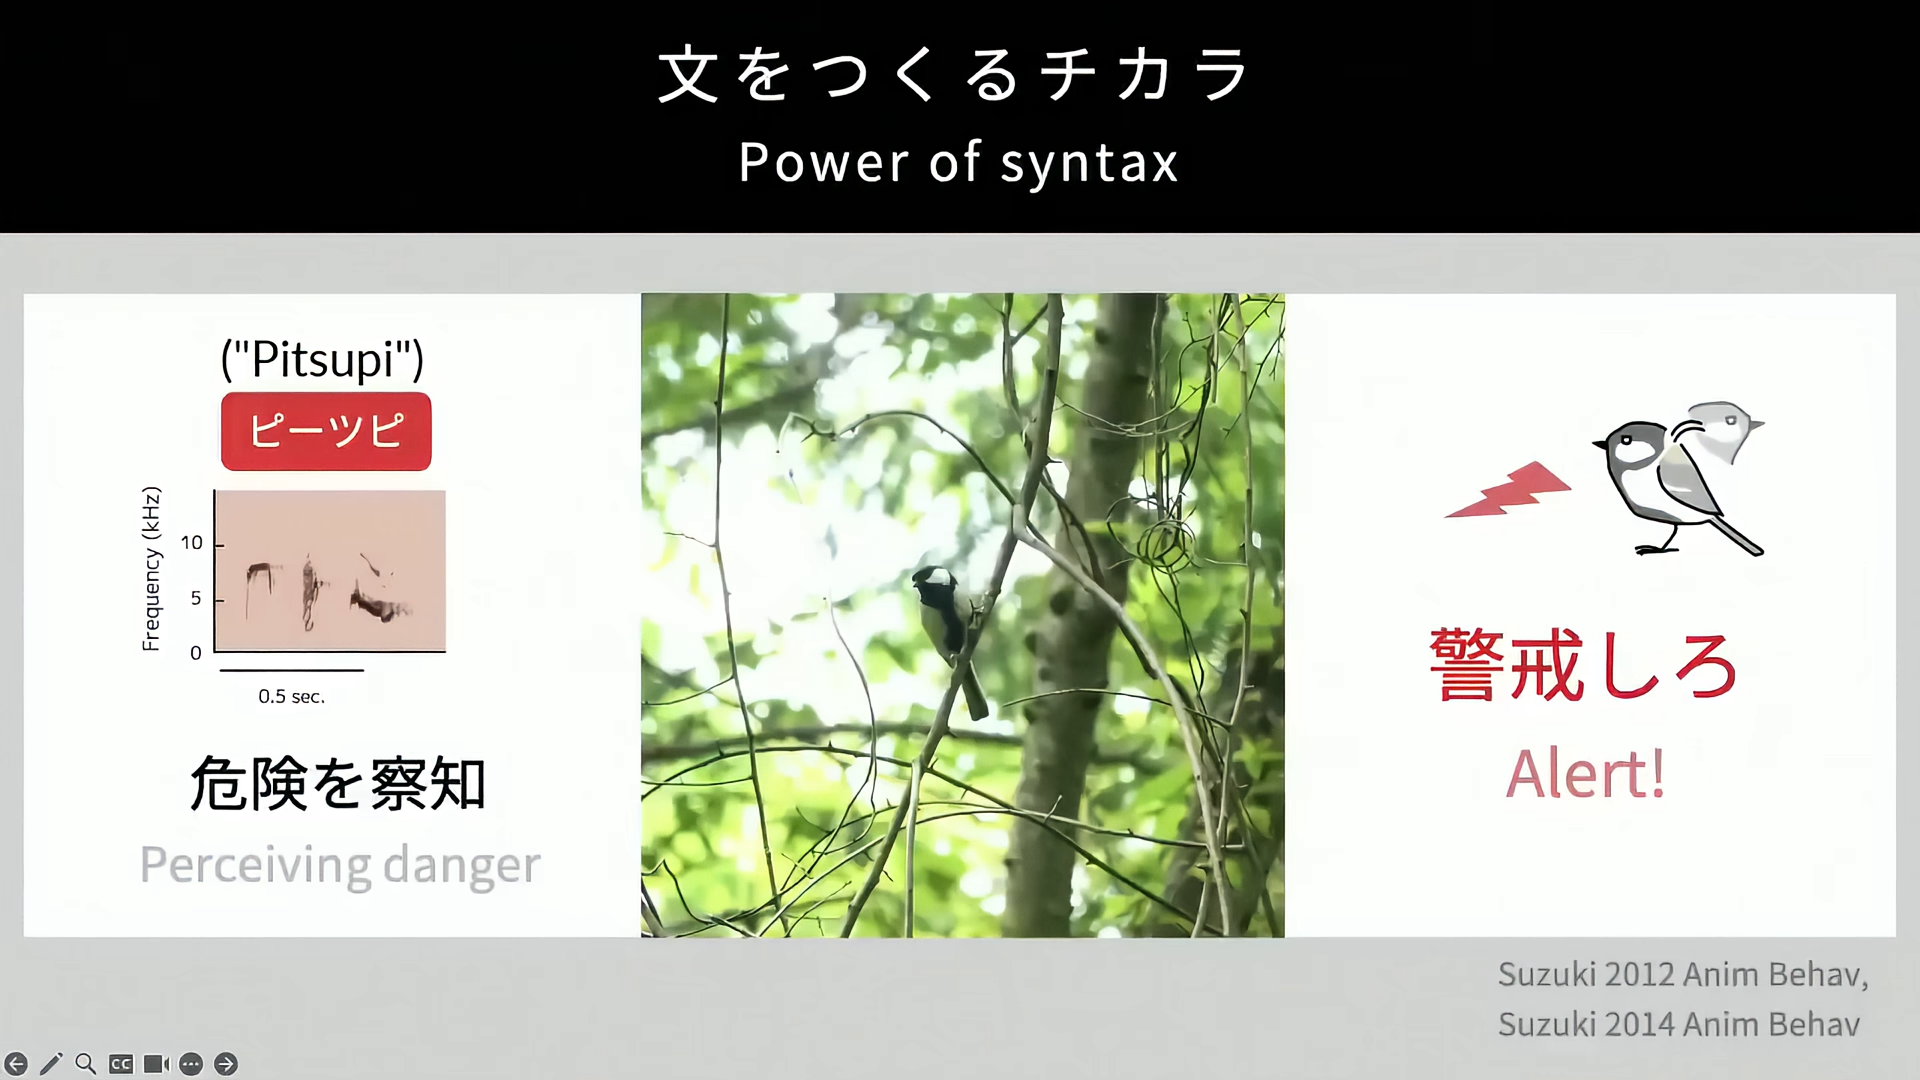 文をつくるチカラ
Power of syntax
("Pitsupi")
ピーツピ
Frequency (kHz)
10
5
0
0.5 sec.
危険を察知
Perceiving danger
警戒しろ
Alert!
Suzuki 2012 Anim Behav,
Suzuki 2014 Anim Behav
CC